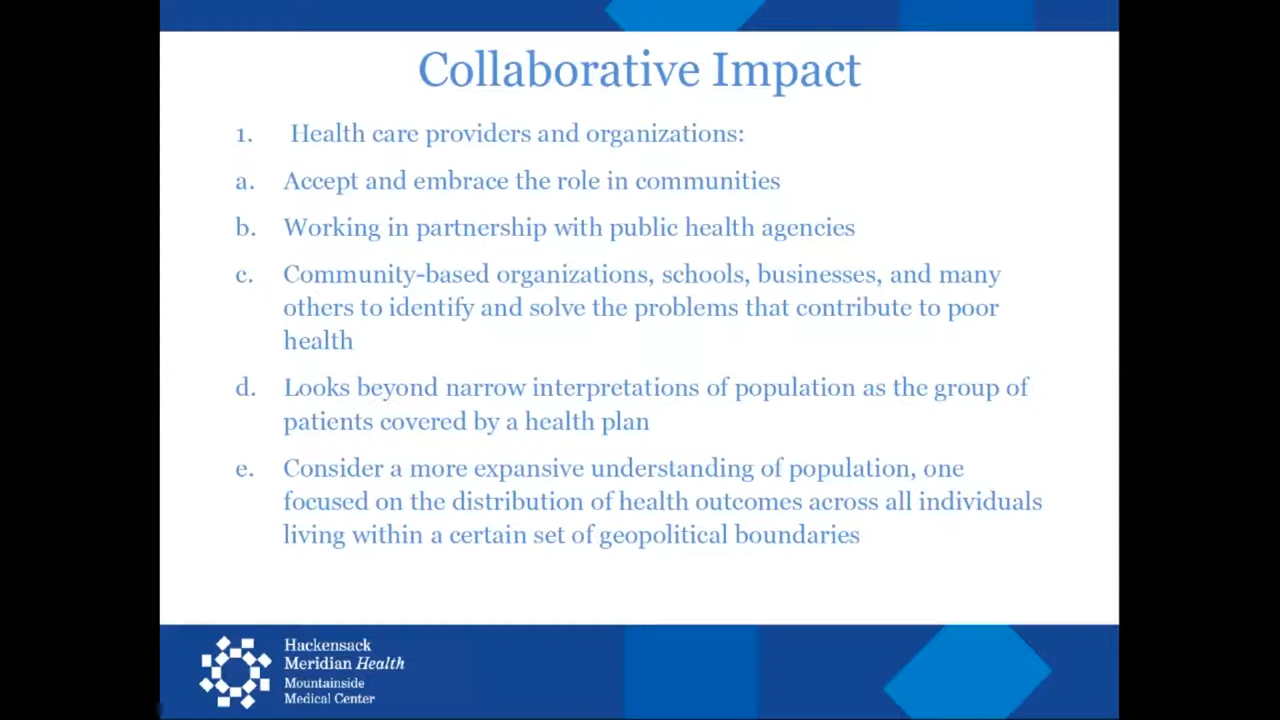 Collaborative Impact
1. Health care providers and organizations:
a. Accept and embrace the role in communities
b. Working in partnership with public health agencies
c. Community-based organizations, schools, businesses, and many
others to identify and solve the problems that contribute to poor
health
d. Looks beyond narrow interpretations of population as the group of
patients covered by a health plan
e. Consider a more expansive understanding of population, one
focused on the distribution of health outcomes across all individuals
living within a certain set of geopolitical boundaries
Hackensack
Meridian Health
Mountainside
Medical Center